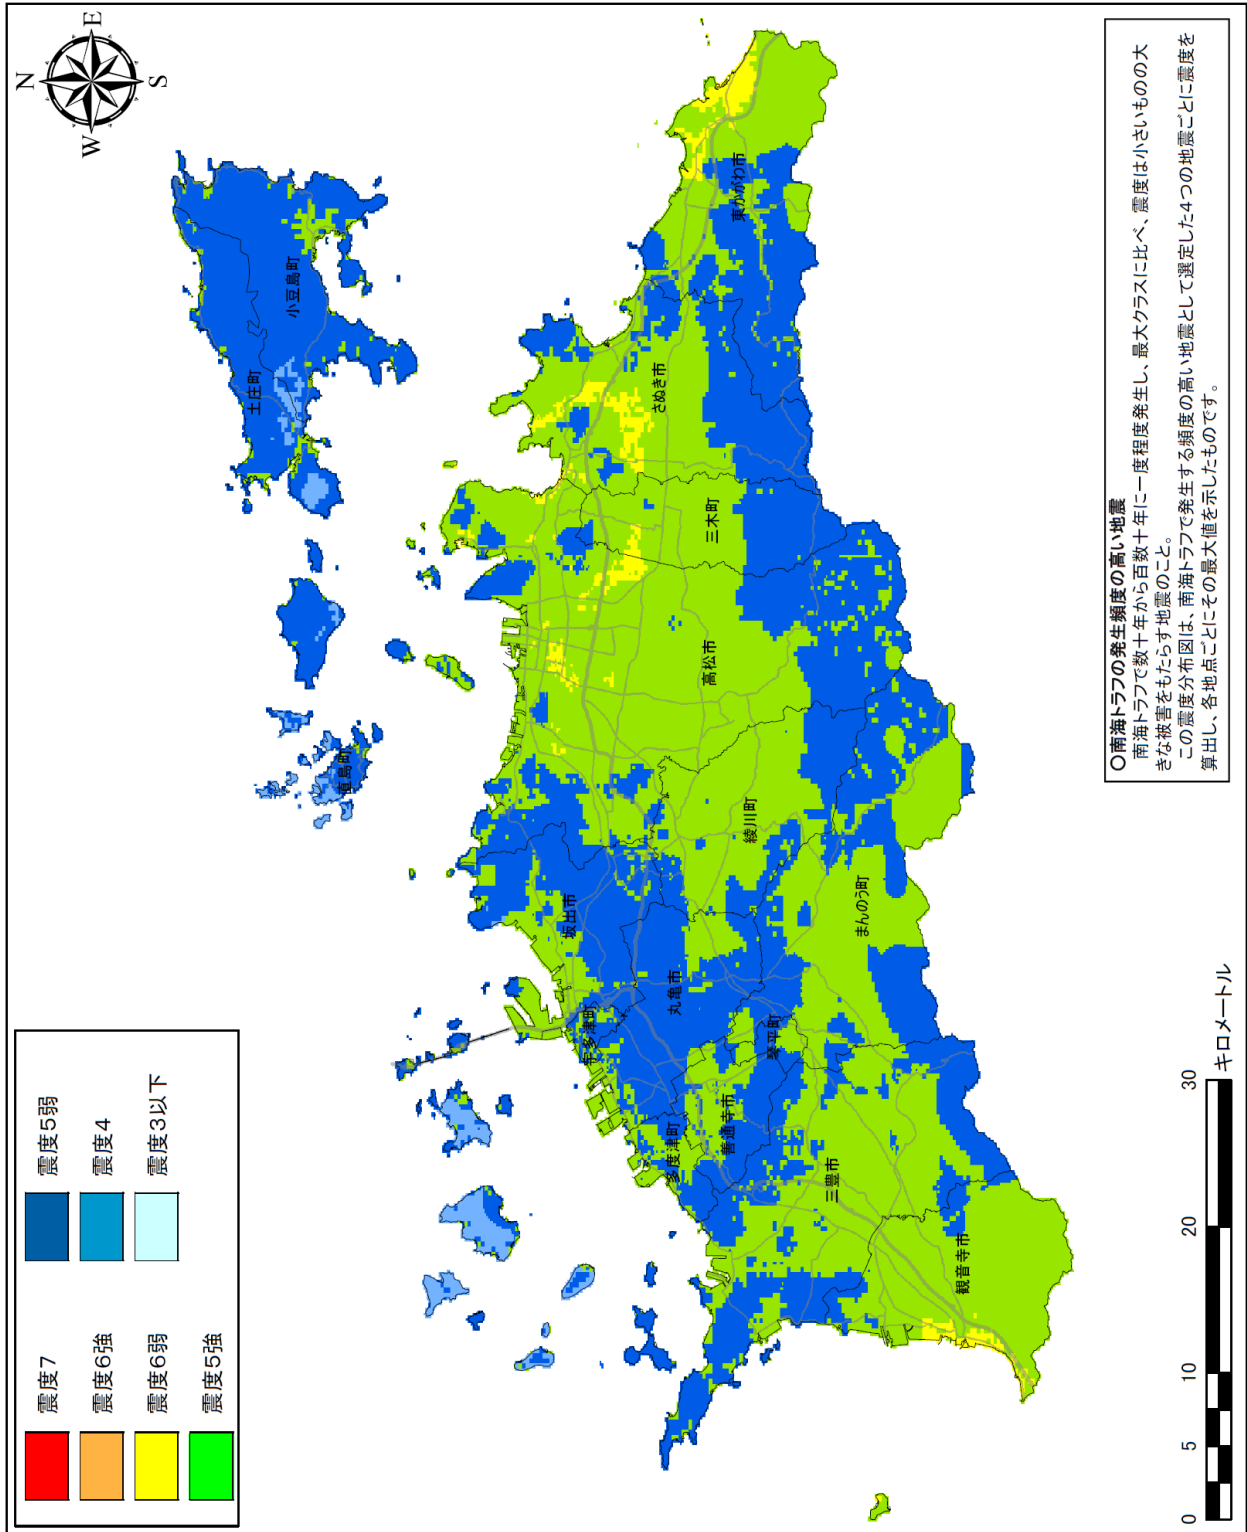 震度7
震度6強
震度6弱
震度5強
震度5弱
震度4
震度3以下
N
E
S
W
土庄町
小豆島町
直島町
東かがわ市
さぬき市
三木町
高松市
綾川町
坂出市
宇多津町
丸亀市
まんのう町
琴平町
善通寺市
多度津町
三豊市
観音寺市
0 5 10 20 30
キロメートル
○南海トラフの発生頻度の高い地震
南海トラフで数十年から百数十年に一度程度発生し、最大クラスに比べ、震度は小さいものの大
きな被害をもたらす地震のこと。
この震度分布図は、南海トラフで発生する頻度の高い地震として選定した4つの地震ごとに震度を
算出し、各地点ごとにその最大値を示したものです。